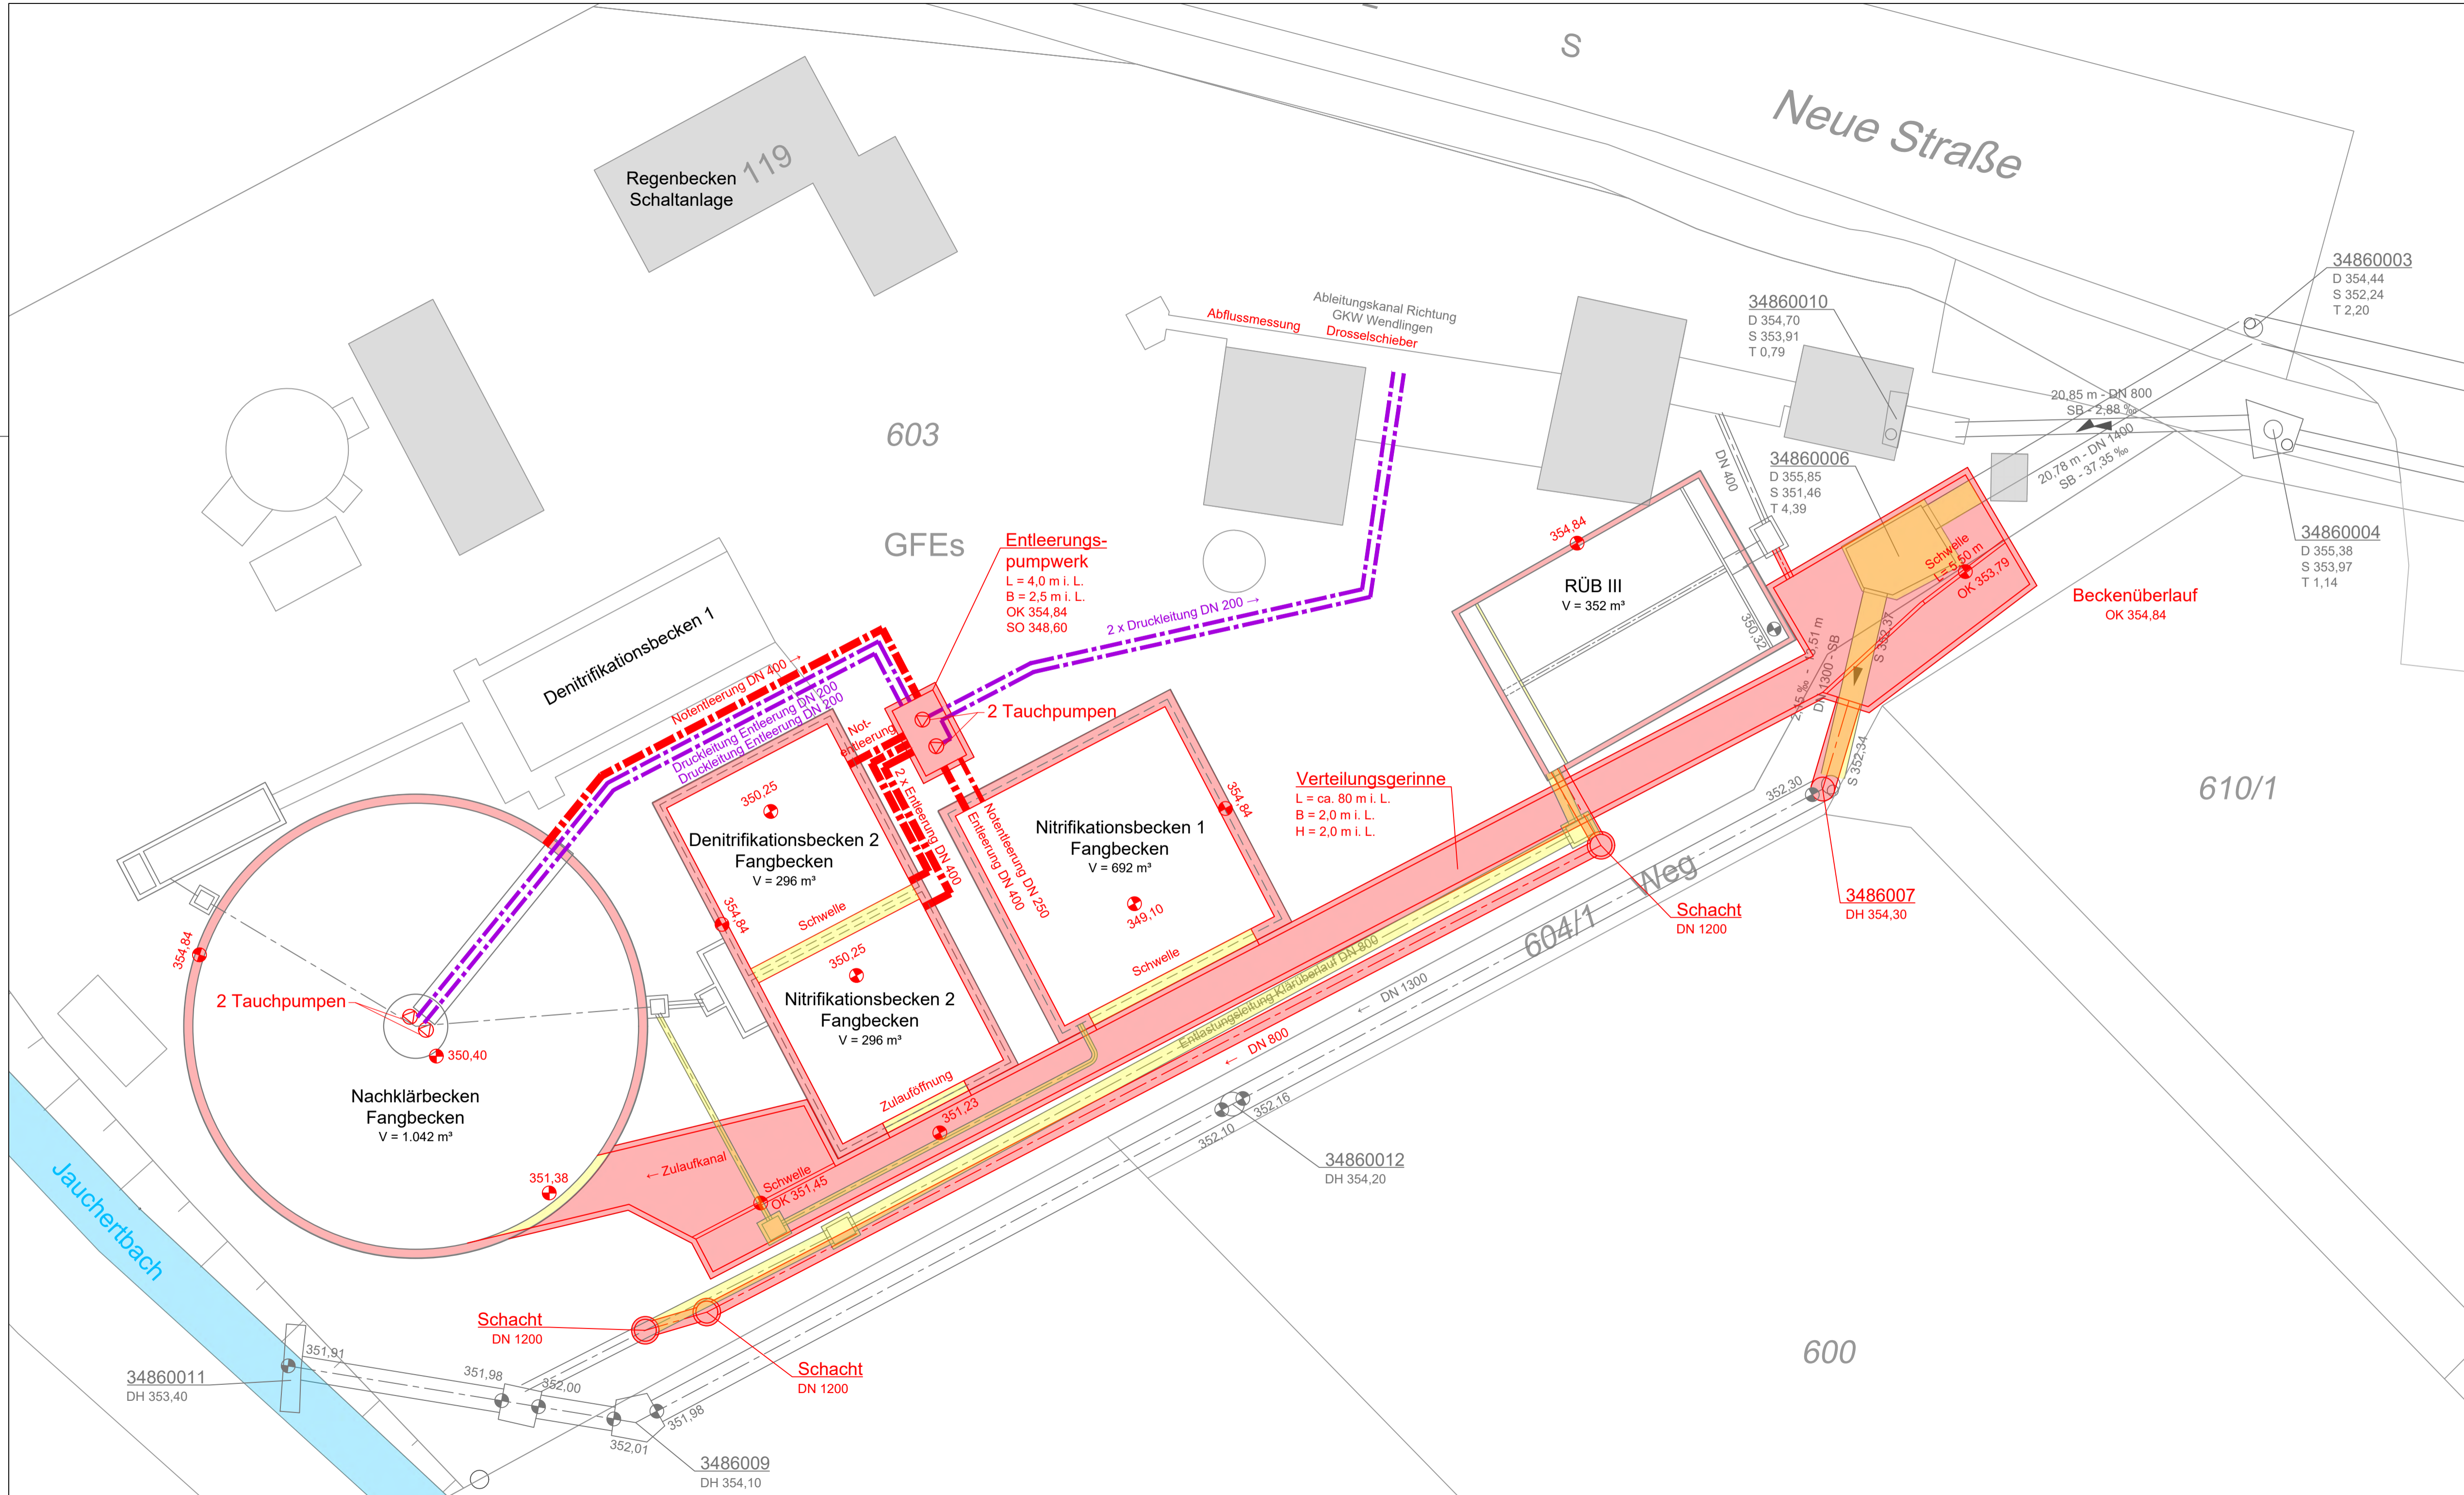 S
Neue Straße
119
Regenbecken
Schaltanlage
603
GFEs
Abflussmessung
Ableitungskanal Richtung
GKW Wendlingen
Drosselschieber
34860010
D 354,70
S 353,91
T 0,79
34860003
D 354,44
S 352,24
T 2,20
20,85 m - DN 800
SB - 2,88 ‰
20,78 m - DN 1400
SB - 37,35 ‰
DN 400
34860006
D 355,85
S 351,46
T 4,39
34860004
D 355,38
S 353,97
T 1,14
Schwelle
L= 5,50 m
OK 353,79
Beckenüberlauf
OK 354,84
354,84
RÜB III
V = 352 m³
350,32
S 352,37
2,15 ‰ - 13,51 m
DN 1300 - SB
S 352,34
352,30
610/1
Entleerungs-
pumpwerk
L = 4,0 m i. L.
B = 2,5 m i. L.
OK 354,84
SO 348,60
2 x Druckleitung DN 200 →
2 Tauchpumpen
Denitrifikationsbecken 1
Notentleerung DN 400 →
Druckleitung Entleerung DN 200
Druckleitung Entleerung DN 200
Not-
entleerung
2 x Entleerung DN 400
Notentleerung DN 250
Entleerung DN 400
350,25
Denitrifikationsbecken 2
Fangbecken
V = 296 m³
354,84
Schwelle
350,25
Nitrifikationsbecken 2
Fangbecken
V = 296 m³
Zulauföffnung
Nitrifikationsbecken 1
Fangbecken
V = 692 m³
349,10
354,84
Schwelle
Verteilungsgerinne
L = ca. 80 m i. L.
B = 2,0 m i. L.
H = 2,0 m i. L.
Weg
604/1
Schacht
DN 1200
3486007
DH 354,30
Entlastungsleitung Klärüberlauf DN 800
← DN 1300
← DN 800
354,84
2 Tauchpumpen
350,40
Nachklärbecken
Fangbecken
V = 1.042 m³
351,38
← Zulaufkanal
Schwelle
OK 351,45
351,23
352,16
352,10
34860012
DH 354,20
Jauchertbach
Schacht
DN 1200
Schacht
DN 1200
600
34860011
DH 353,40
351,91
351,98
352,00
352,01
351,98
3486009
DH 354,10